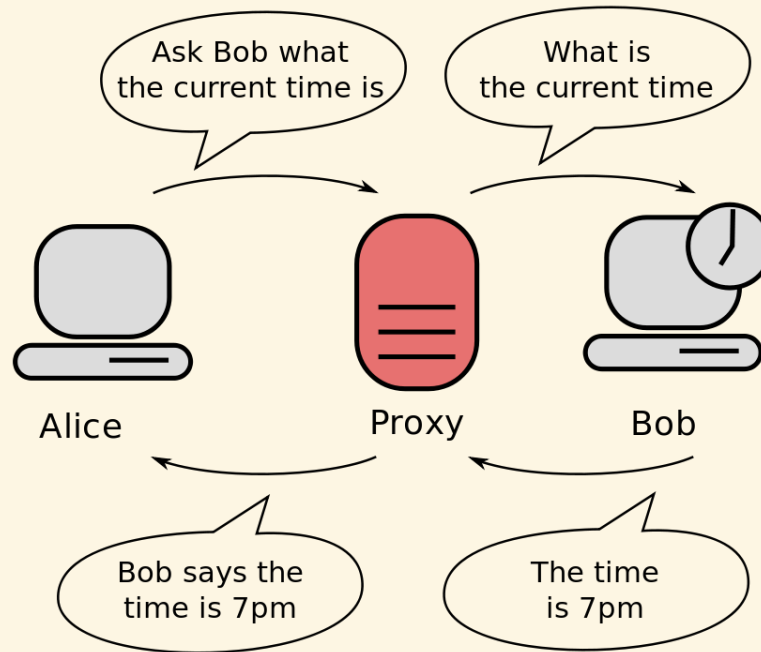 Ask Bob what
the current time is
What is
the current time
Alice
Proxy
Bob
Bob says the
time is 7pm
The time
is 7pm